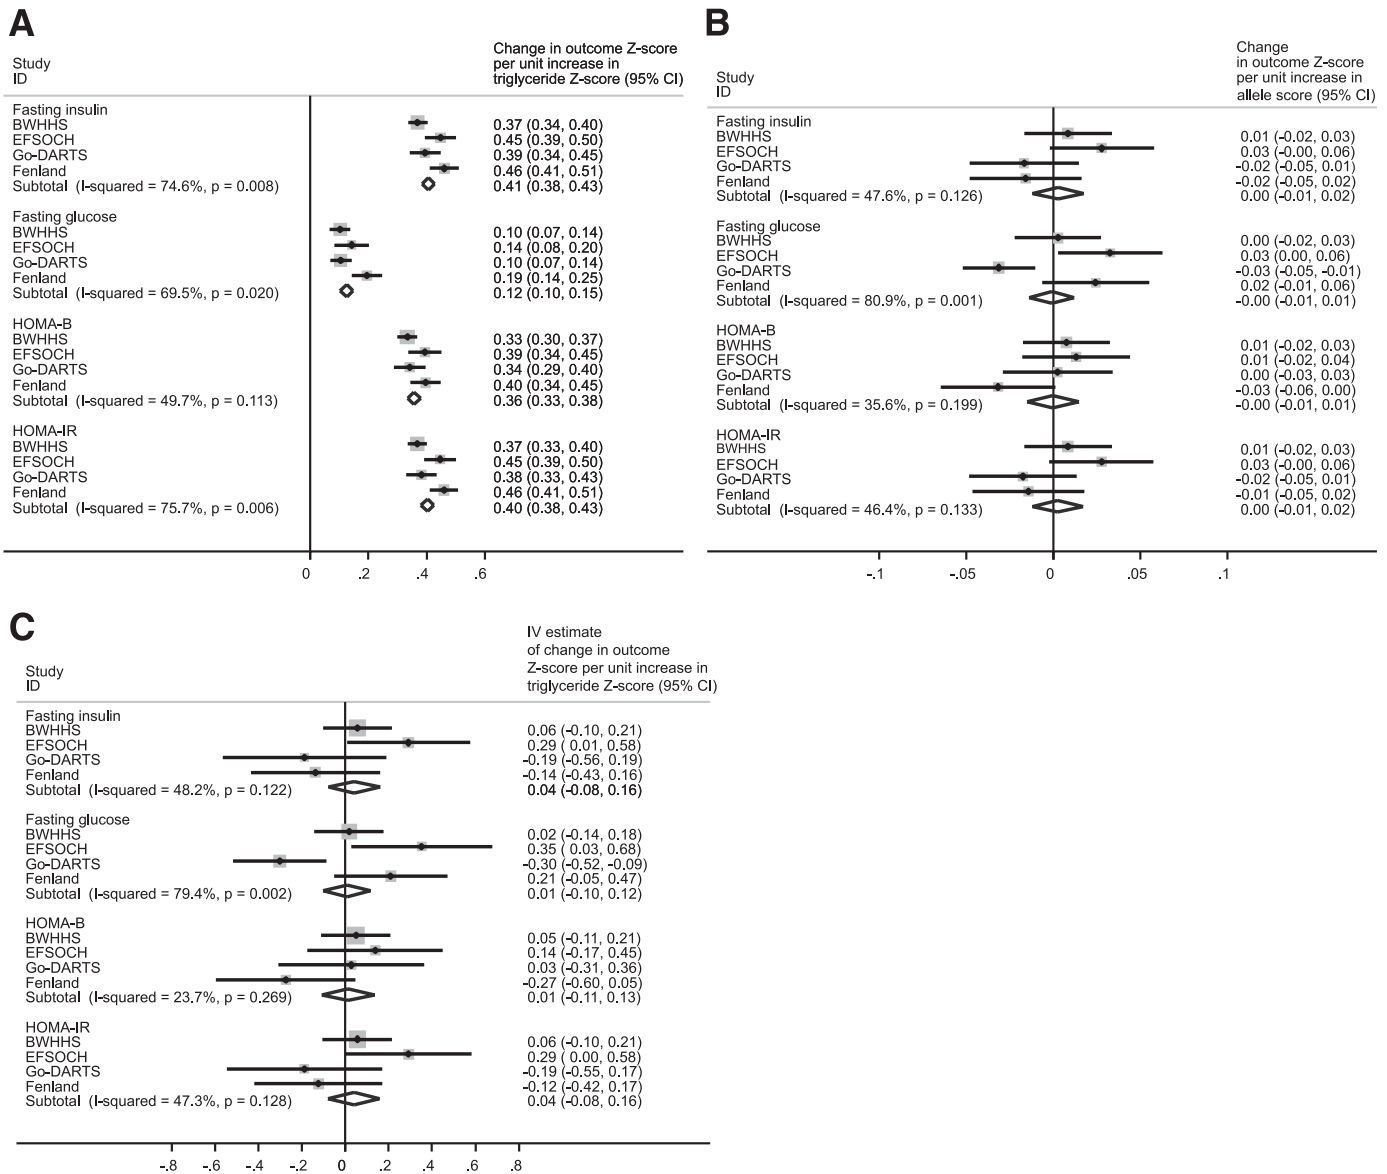 A
Study
ID
Change in outcome Z-score
per unit increase in
triglyceride Z-score (95% CI)
Fasting insulin
BWHHS 0.37 (0.34, 0.40)
EFSOCH 0.45 (0.39, 0.50)
Go-DARTS 0.39 (0.34, 0.45)
Fenland 0.46 (0.41, 0.51)
Subtotal (I-squared = 74.6%, p = 0.008) 0.41 (0.38, 0.43)
Fasting glucose
BWHHS 0.10 (0.07, 0.14)
EFSOCH 0.14 (0.08, 0.20)
Go-DARTS 0.10 (0.07, 0.14)
Fenland 0.19 (0.14, 0.25)
Subtotal (I-squared = 69.5%, p = 0.020) 0.12 (0.10, 0.15)
HOMA-B
BWHHS 0.33 (0.30, 0.37)
EFSOCH 0.39 (0.34, 0.45)
Go-DARTS 0.34 (0.29, 0.40)
Fenland 0.40 (0.34, 0.45)
Subtotal (I-squared = 49.7%, p = 0.113) 0.36 (0.33, 0.38)
HOMA-IR
BWHHS 0.37 (0.33, 0.40)
EFSOCH 0.45 (0.39, 0.50)
Go-DARTS 0.38 (0.33, 0.43)
Fenland 0.46 (0.41, 0.51)
Subtotal (I-squared = 75.7%, p = 0.006) 0.40 (0.38, 0.43)
0 .2 .4 .6
B
Study
ID
Change
in outcome Z-score
per unit increase in
allele score (95% CI)
Fasting insulin
BWHHS 0.01 (-0.02, 0.03)
EFSOCH 0.03 (-0.00, 0.06)
Go-DARTS -0.02 (-0.05, 0.01)
Fenland -0.02 (-0.05, 0.02)
Subtotal (I-squared = 47.6%, p = 0.126) 0.00 (-0.01, 0.02)
Fasting glucose
BWHHS 0.00 (-0.02, 0.03)
EFSOCH 0.03 (0.00, 0.06)
Go-DARTS -0.03 (-0.05, -0.01)
Fenland 0.02 (-0.01, 0.06)
Subtotal (I-squared = 80.9%, p = 0.001) -0.00 (-0.01, 0.01)
HOMA-B
BWHHS 0.01 (-0.02, 0.03)
EFSOCH 0.01 (-0.02, 0.04)
Go-DARTS 0.00 (-0.03, 0.03)
Fenland -0.03 (-0.06, 0.00)
Subtotal (I-squared = 35.6%, p = 0.199) -0.00 (-0.01, 0.01)
HOMA-IR
BWHHS 0.01 (-0.02, 0.03)
EFSOCH 0.03 (-0.00, 0.06)
Go-DARTS -0.02 (-0.05, 0.01)
Fenland -0.01 (-0.05, 0.02)
Subtotal (I-squared = 46.4%, p = 0.133) 0.00 (-0.01, 0.02)
-.1 -.05 0 .05 .1
C
Study
ID
IV estimate
of change in outcome
Z-score per unit increase in
triglyceride Z-score (95% CI)
Fasting insulin
BWHHS 0.06 (-0.10, 0.21)
EFSOCH 0.29 ( 0.01, 0.58)
Go-DARTS -0.19 (-0.56, 0.19)
Fenland -0.14 (-0.43, 0.16)
Subtotal (I-squared = 48.2%, p = 0.122) 0.04 (-0.08, 0.16)
Fasting glucose
BWHHS 0.02 (-0.14, 0.18)
EFSOCH 0.35 ( 0.03, 0.68)
Go-DARTS -0.30 (-0.52, -0.09)
Fenland 0.21 (-0.05, 0.47)
Subtotal (I-squared = 79.4%, p = 0.002) 0.01 (-0.10, 0.12)
HOMA-B
BWHHS 0.05 (-0.11, 0.21)
EFSOCH 0.14 (-0.17, 0.45)
Go-DARTS 0.03 (-0.31, 0.36)
Fenland -0.27 (-0.60, 0.05)
Subtotal (I-squared = 23.7%, p = 0.269) 0.01 (-0.11, 0.13)
HOMA-IR
BWHHS 0.06 (-0.10, 0.21)
EFSOCH 0.29 ( 0.00, 0.58)
Go-DARTS -0.19 (-0.55, 0.17)
Fenland -0.12 (-0.42, 0.17)
Subtotal (I-squared = 47.3%, p = 0.128) 0.04 (-0.08, 0.16)
-.8 -.6 -.4 -.2 0 .2 .4 .6 .8